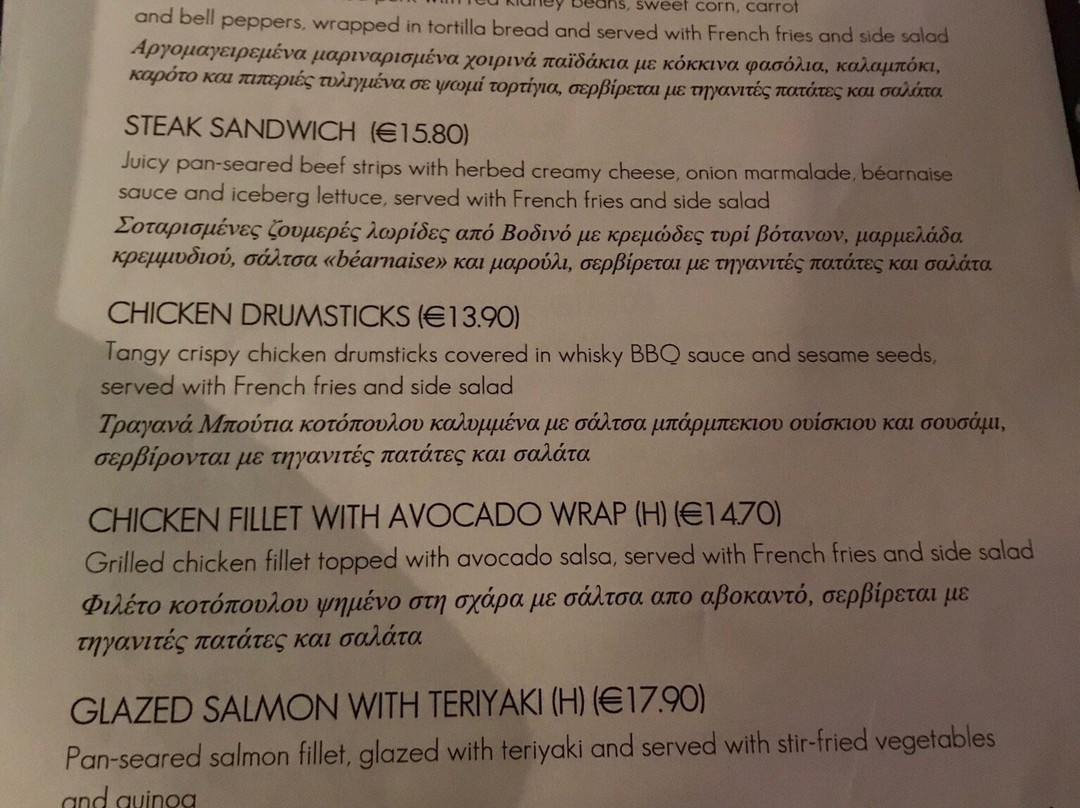 with red kidney beans, sweet corn, carrot
and bell peppers, wrapped in tortilla bread and served with French fries and side salad
Αργομαγειρεμένα μαριναρισμένα χοιρινά παϊδάκια με κόκκινα φασόλια, καλαμπόκι,
καρότο και πιπεριές τυλιγμένα σε ψωμί τορτίγια, σερβίρεται με τηγανιτές πατάτες και σαλάτα
STEAK SANDWICH (€15.80)
Juicy pan-seared beef strips with herbed creamy cheese, onion marmalade, béarnaise
sauce and iceberg lettuce, served with French fries and side salad
Σοταρισμένες ζουμερές λωρίδες από Βοδινό με κρεμώδες τυρί βότανων, μαρμελάδα
κρεμμυδιού, σάλτσα «béarnaise» και μαρούλι, σερβίρεται με τηγανιτές πατάτες και σαλάτα
CHICKEN DRUMSTICKS (€13.90)
Tangy crispy chicken drumsticks covered in whisky BBQ sauce and sesame seeds,
served with French fries and side salad
Τραγανά Μπούτια κοτόπουλου καλυμμένα με σάλτσα μπάρμπεκιου ουίσκιου και σουσάμι,
σερβίρονται με τηγανιτές πατάτες και σαλάτα
CHICKEN FILLET WITH AVOCADO WRAP (H) (€14.70)
Grilled chicken fillet topped with avocado salsa, served with French fries and side salad
Φιλέτο κοτόπουλου ψημένο στη σχάρα με σάλτσα απο αβοκαντό, σερβίρεται με
τηγανιτές πατάτες και σαλάτα
GLAZED SALMON WITH TERIYAKI (H) (€17.90)
Pan-seared salmon fillet, glazed with teriyaki and served with stir-fried vegetables
and quinoa